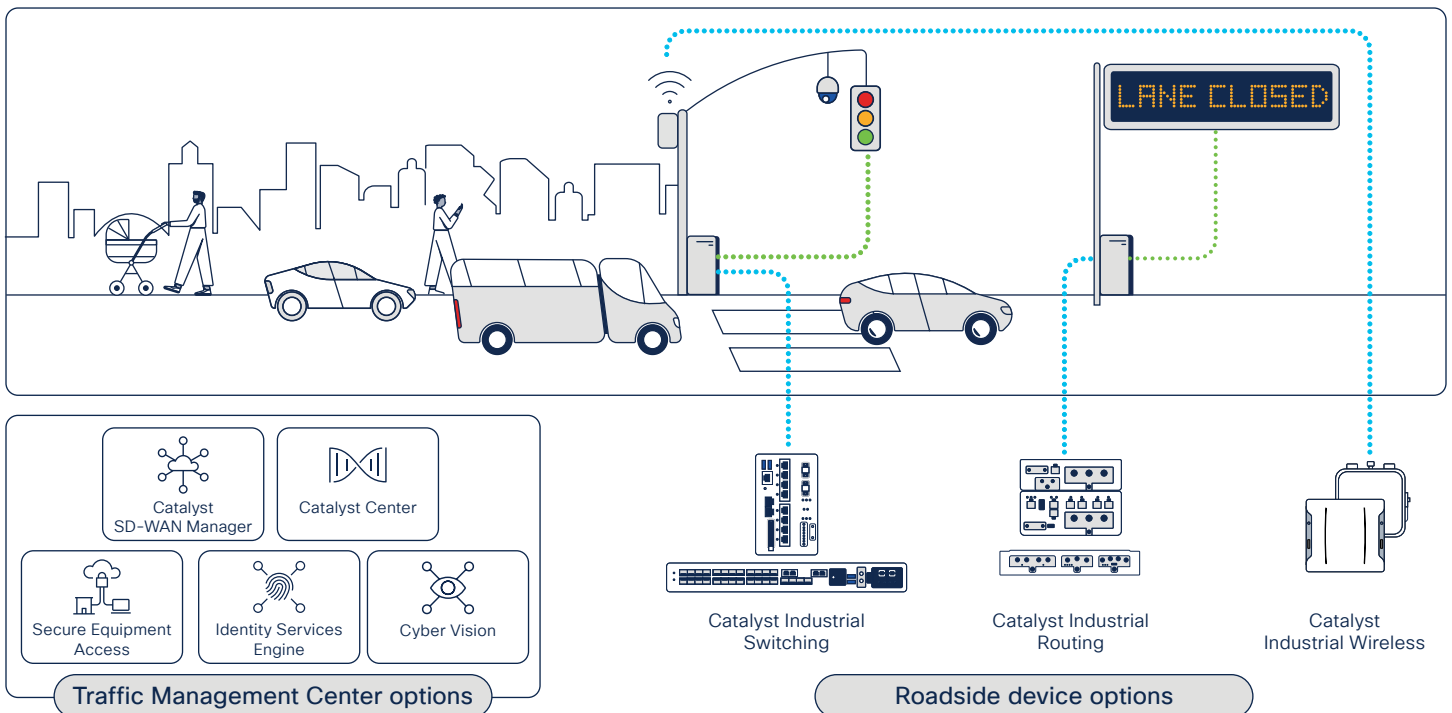 LANE CLOSED
Catalyst
SD-WAN Manager
Catalyst Center
Secure Equipment
Access
Identity Services
Engine
Cyber Vision
Traffic Management Center options
Catalyst Industrial
Switching
Catalyst Industrial
Routing
Catalyst
Industrial Wireless
Roadside device options